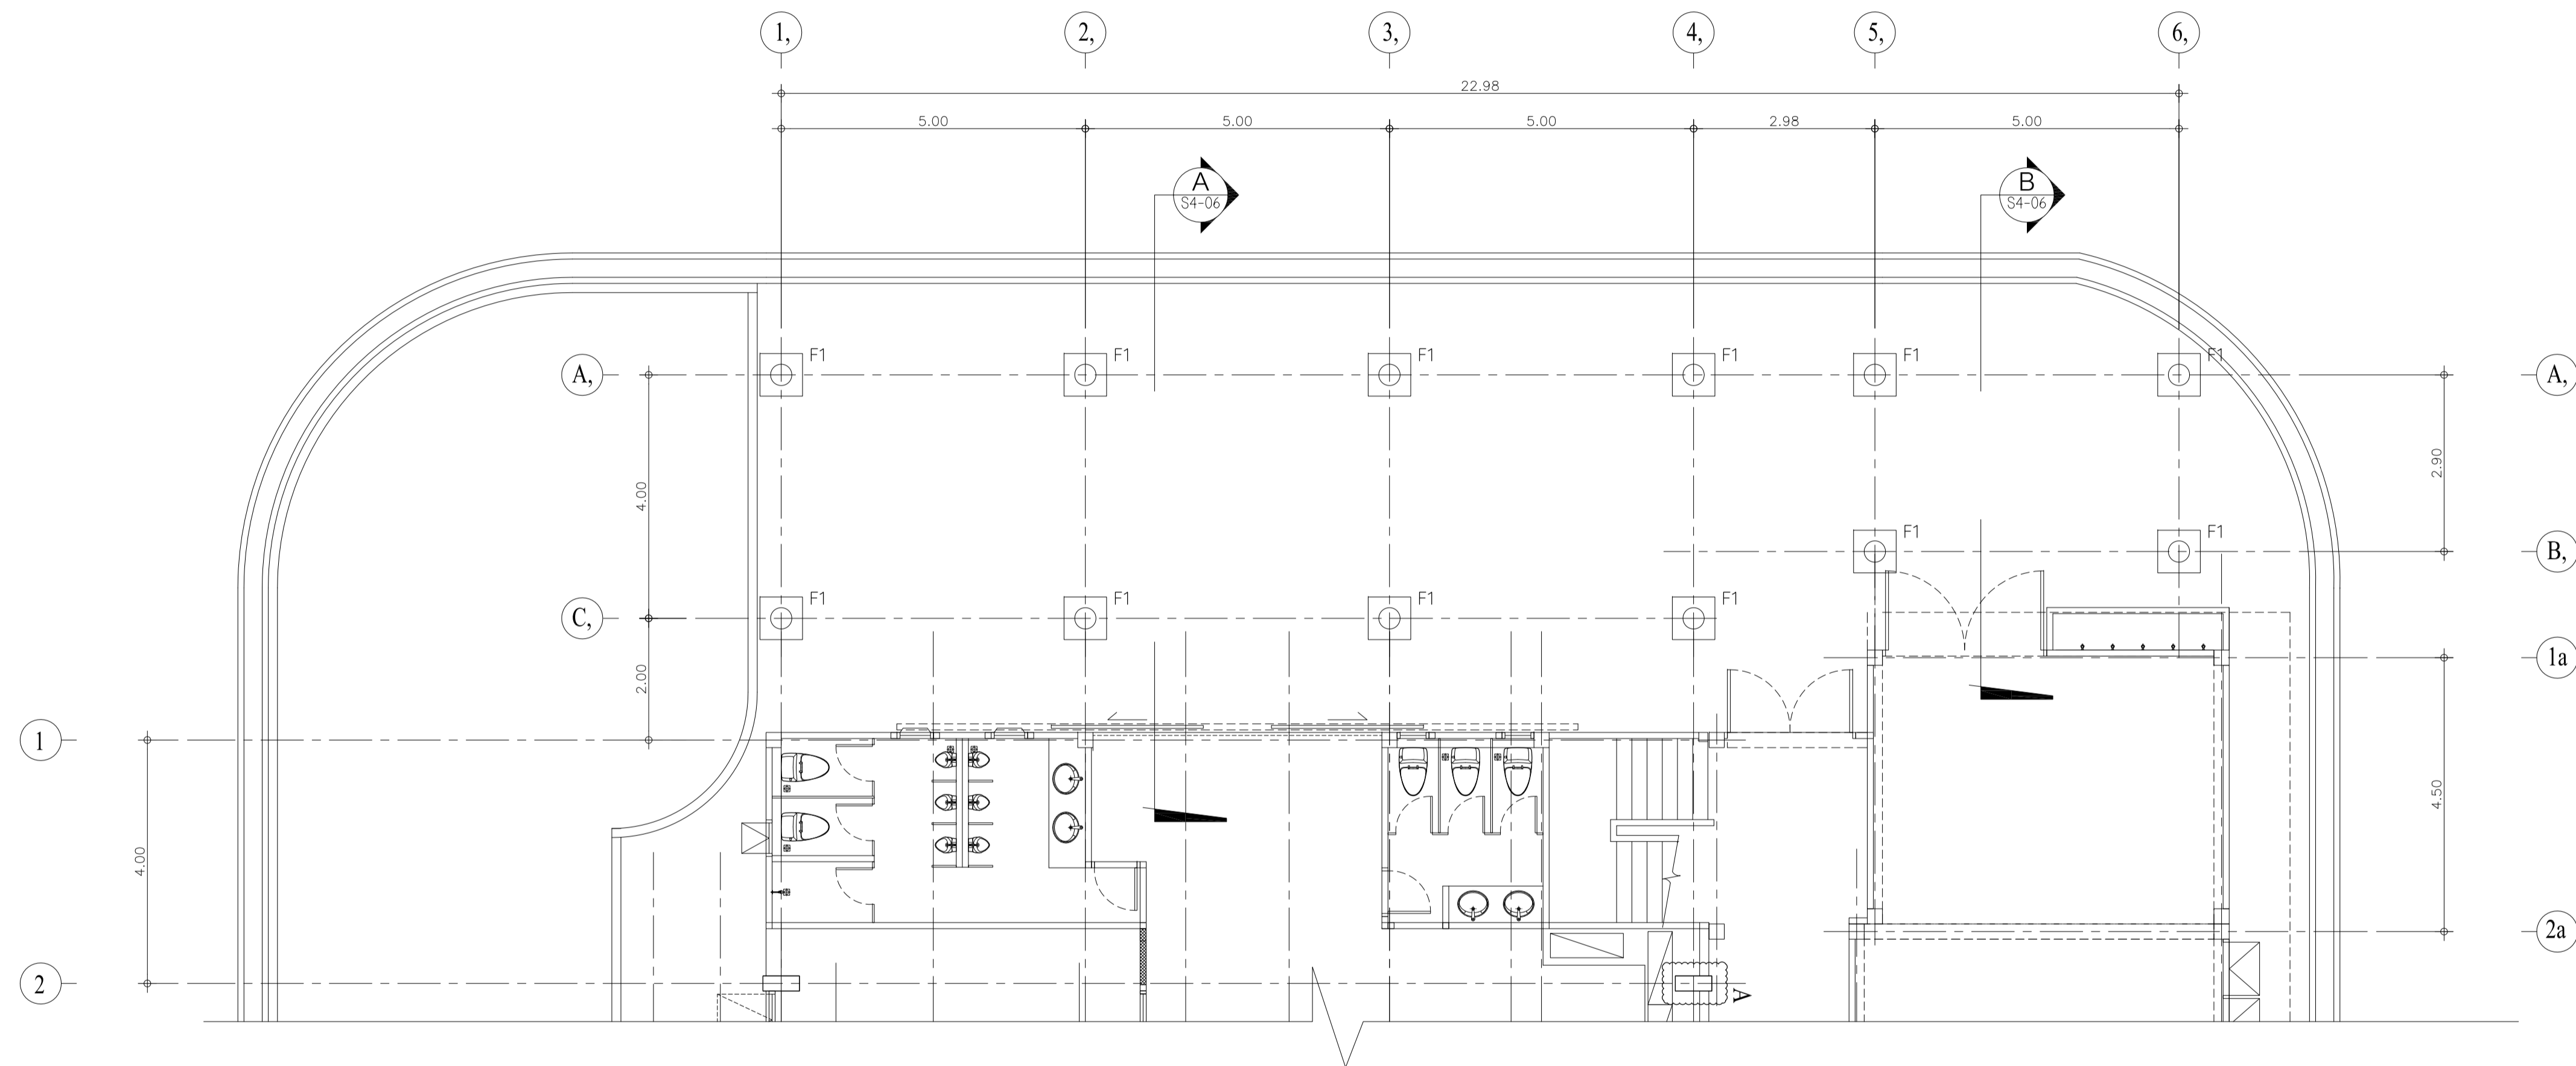 1, 2, 3, 4, 5, 6,
22.98
5.00 5.00 5.00 2.98 5.00
A B
S4-06 S4-06
F1 F1 F1 F1 F1 F1
A, A,
4.00 2.90
F1 F1
B,
F1 F1 F1 F1
C,
1a
2.00
1
4.50
4.00
2a
2
A